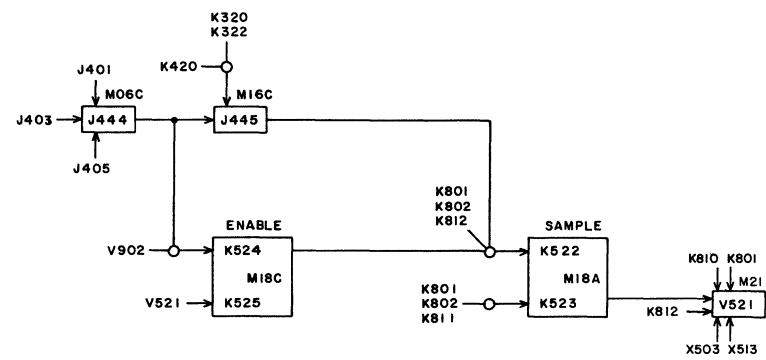 K320
K322
K420
J401
M06C
M16C
J403
J444
J445
J405
K801
K802
K812
ENABLE
SAMPLE
V902
K524
K522
K810 K801
M18C
M18A
M21
V521
K525
K801
K802
K811
K523
V521
K812
X503 X513